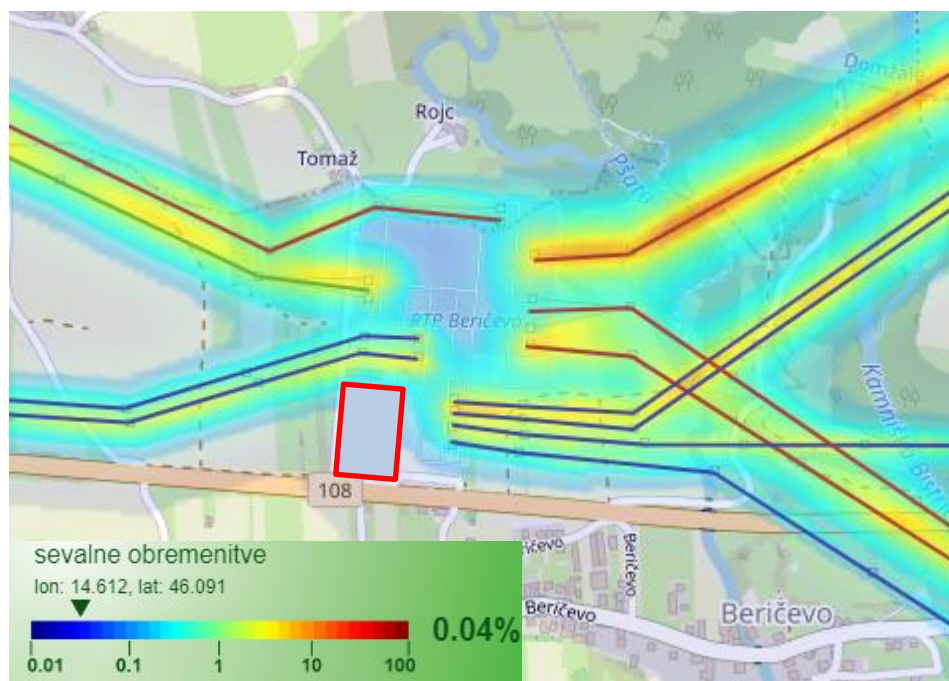 Domžale
Rojc
Tomaž
Pšata
RTP Beričevo
Kamniška Bistr
108
Beričevo
Beričevo
Beričevo
Beričevo
sevalne obremenitve
lon: 14.612, lat: 46.091
0.04%
0.01 0.1 1 10 100